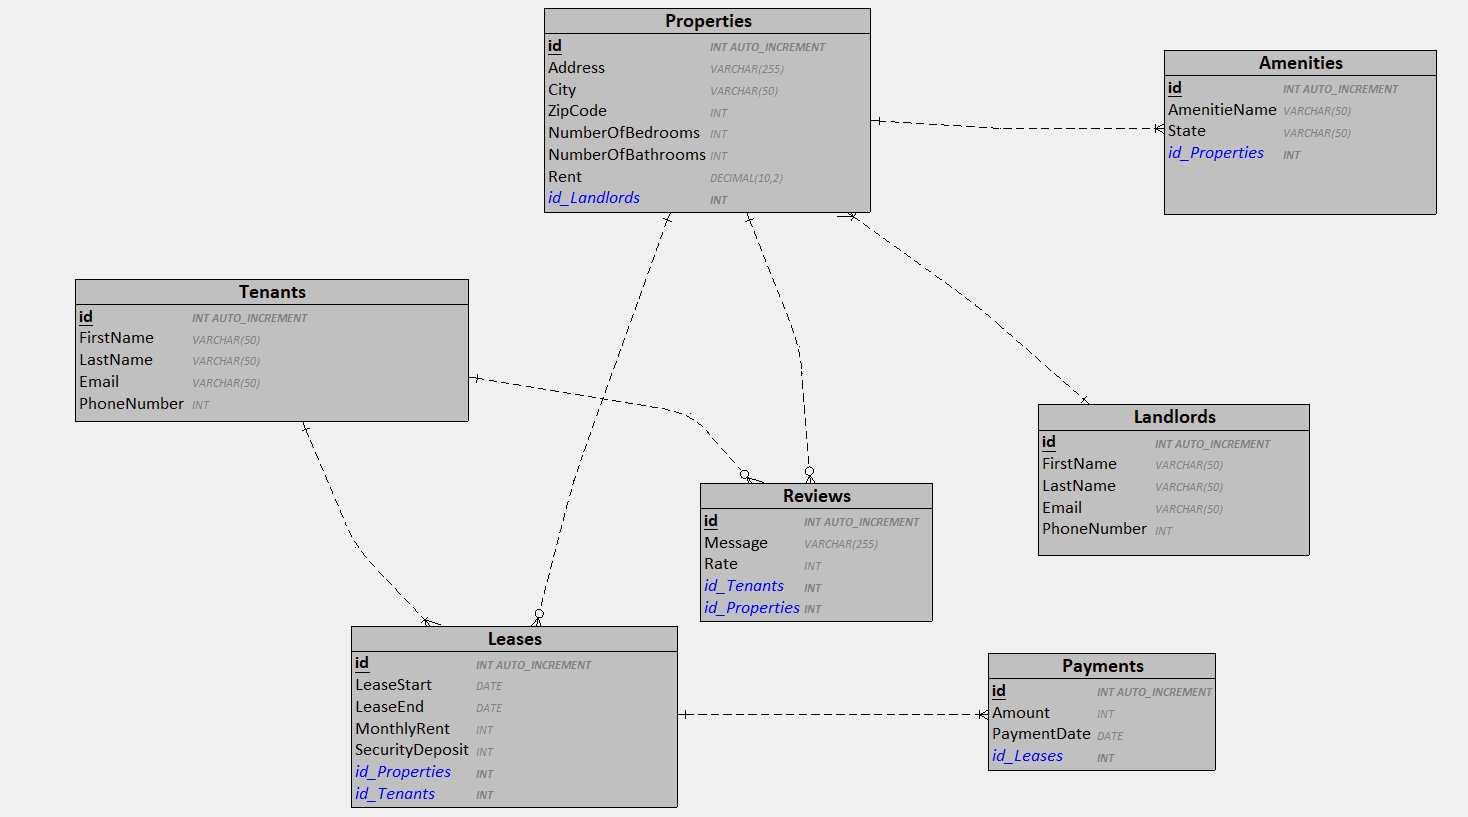 Properties
id INT AUTO_INCREMENT
Address VARCHAR(255)
City VARCHAR(50)
ZipCode INT
NumberOfBedrooms INT
NumberOfBathrooms INT
Rent DECIMAL(10,2)
id_Landlords INT
Amenities
id INT AUTO_INCREMENT
AmenitieName VARCHAR(50)
State VARCHAR(50)
id_Properties INT
Tenants
id INT AUTO_INCREMENT
FirstName VARCHAR(50)
LastName VARCHAR(50)
Email VARCHAR(50)
PhoneNumber INT
Landlords
id INT AUTO_INCREMENT
FirstName VARCHAR(50)
LastName VARCHAR(50)
Email VARCHAR(50)
PhoneNumber INT
Reviews
id INT AUTO_INCREMENT
Message VARCHAR(255)
Rate INT
id_Tenants INT
id_Properties INT
Leases
id INT AUTO_INCREMENT
LeaseStart DATE
LeaseEnd DATE
MonthlyRent INT
SecurityDeposit INT
id_Properties INT
id_Tenants INT
Payments
id INT AUTO_INCREMENT
Amount INT
PaymentDate DATE
id_Leases INT